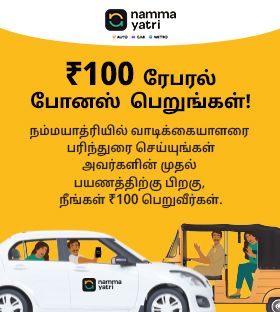 namma
yatri
AUTO CAB METRO
₹100 ரேபரல்
போனஸ் பெறுங்கள்!
நம்மயாத்ரியில் வாடிக்கையாளரை
பரிந்துரை செய்யுங்கள்
அவர்களின் முதல்
பயணத்திற்கு பிறகு,
நீங்கள் ₹100 பெறுவீர்கள்.
namma
yatri